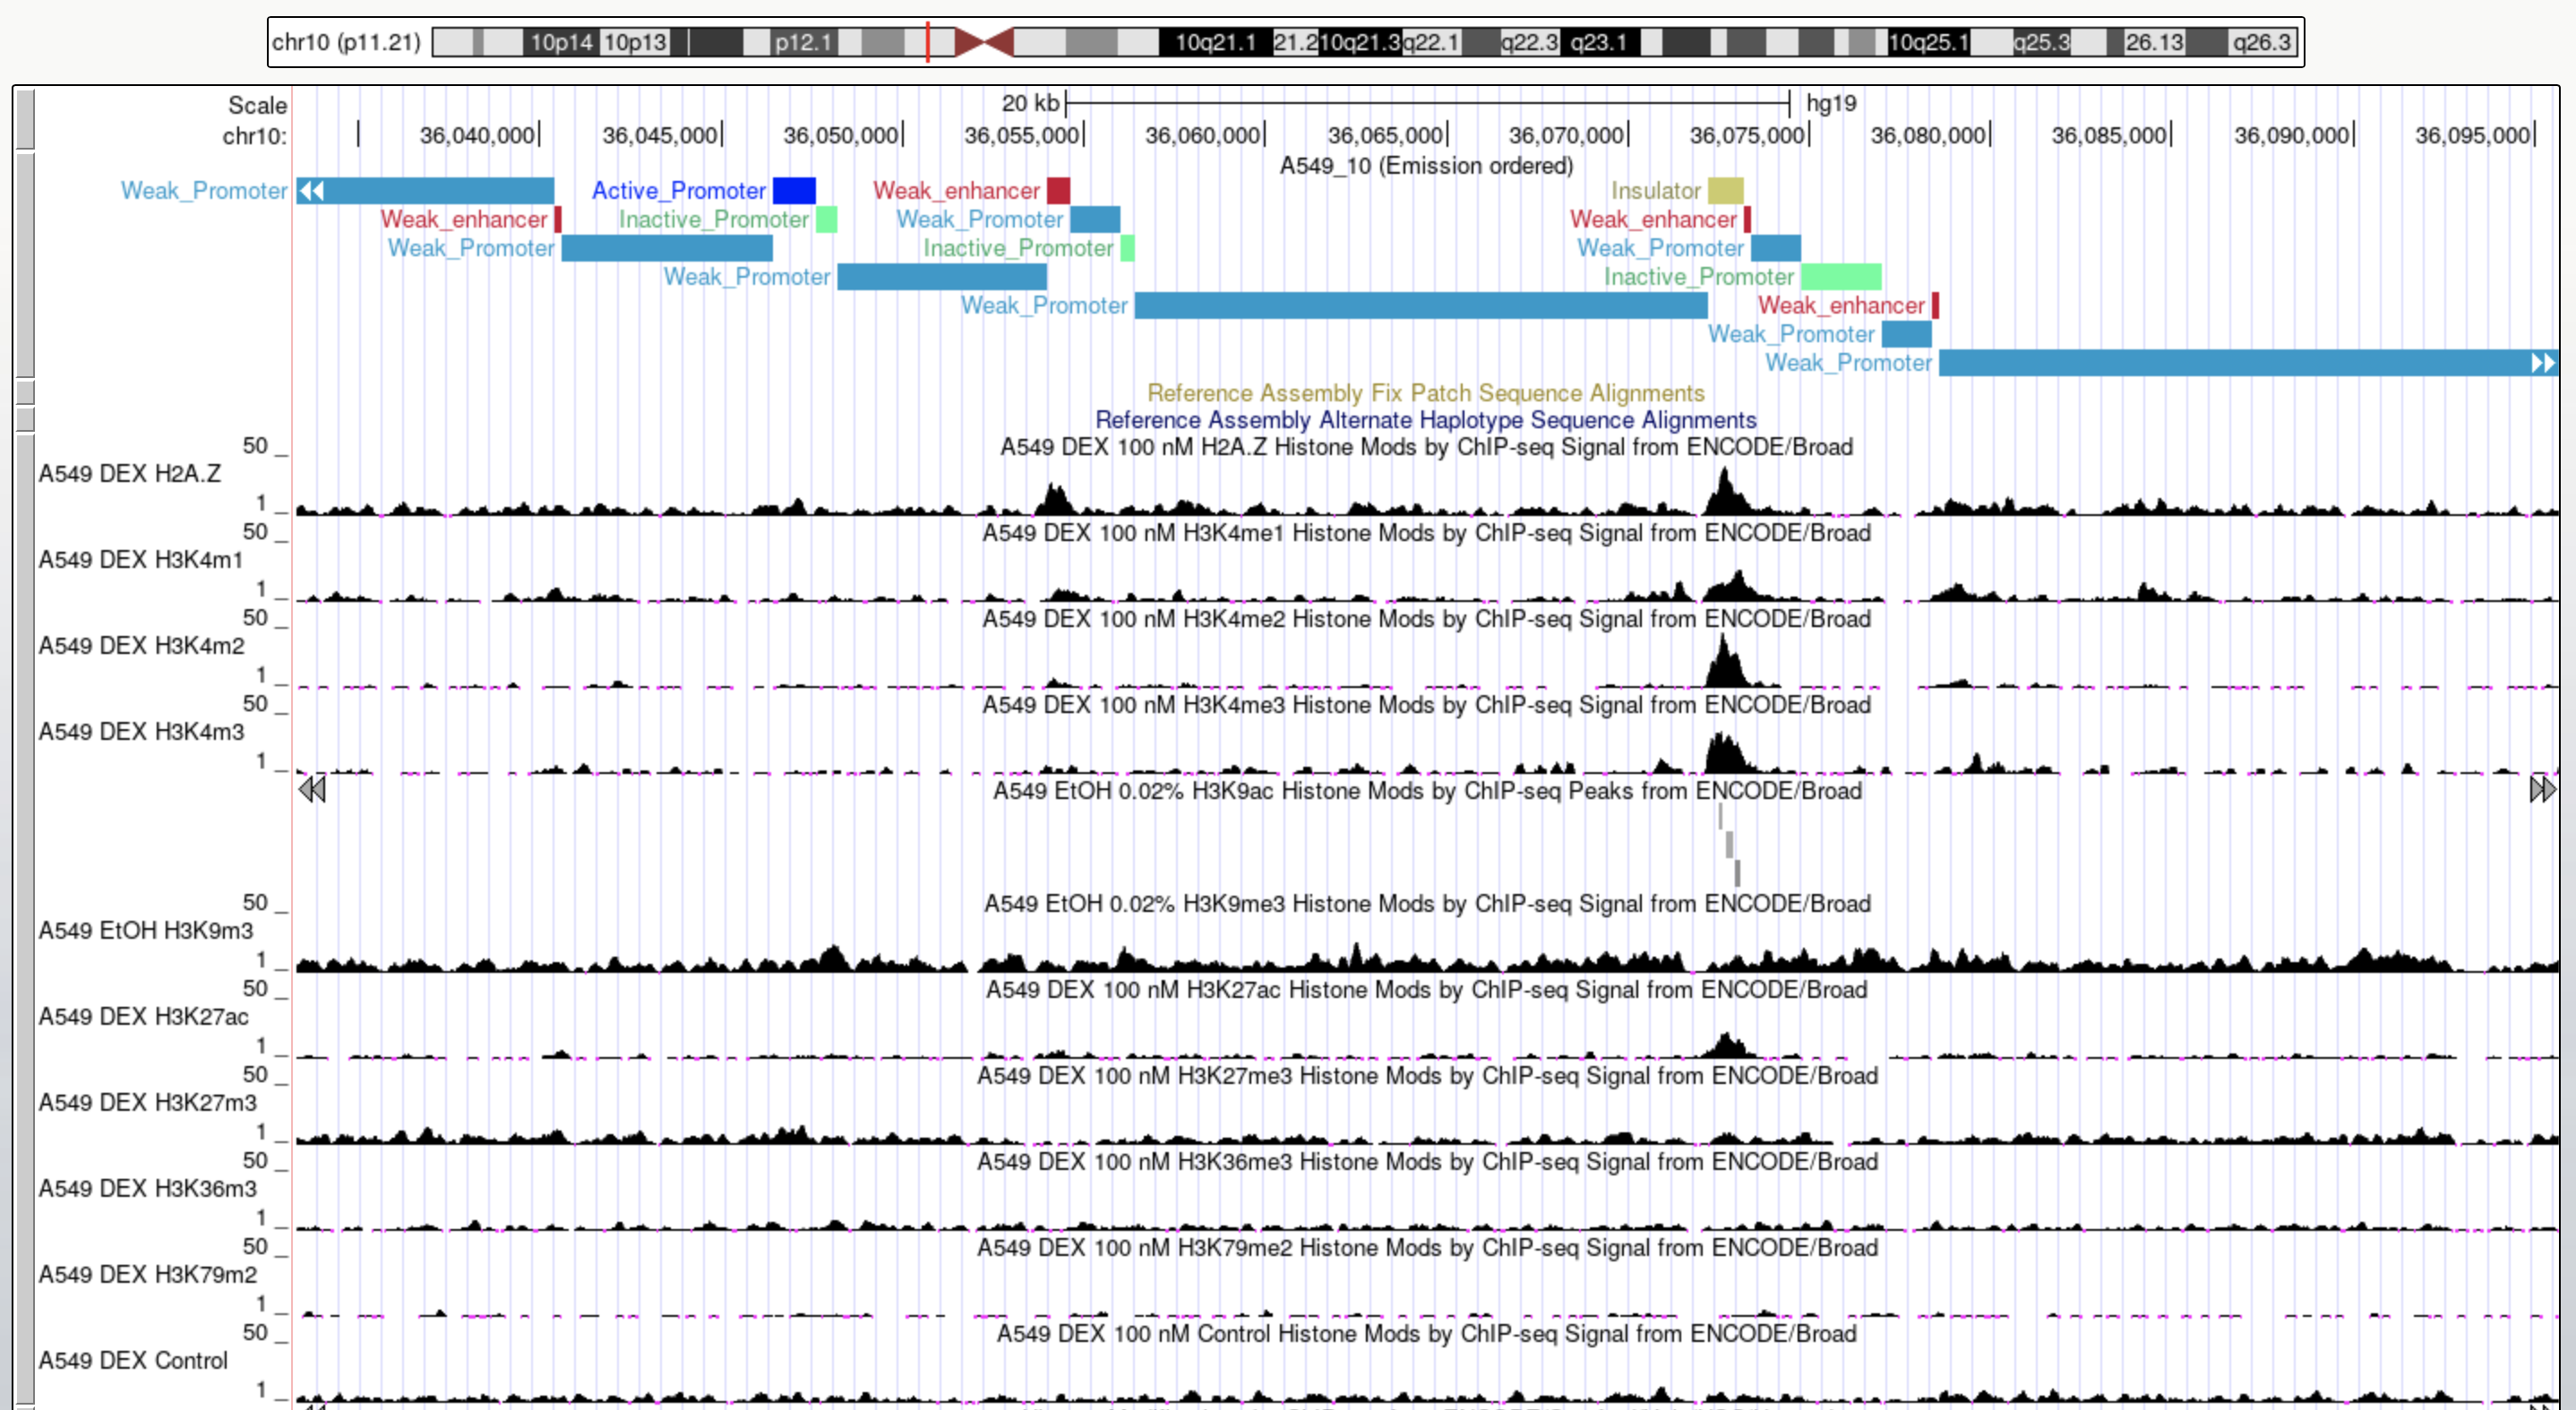 chr10 (p11.21) 10p14 10p13 p12.1 10q21.1 21.2 10q21.3 q22.1 q22.3 q23.1 10q25.1 q25.3 26.13 q26.3
Scale 20 kb hg19
chr10: 36,040,000 36,045,000 36,050,000 36,055,000 36,060,000 36,065,000 36,070,000 36,075,000 36,080,000 36,085,000 36,090,000 36,095,000
A549_10 (Emission ordered)
Weak_Promoter Active_Promoter Weak_enhancer Insulator
Weak_enhancer Inactive_Promoter Weak_Promoter Weak_enhancer
Weak_Promoter Inactive_Promoter Weak_Promoter
Weak_Promoter Inactive_Promoter
Weak_Promoter Weak_enhancer
Weak_Promoter
Weak_Promoter
Reference Assembly Fix Patch Sequence Alignments
Reference Assembly Alternate Haplotype Sequence Alignments
50 _ A549 DEX 100 nM H2A.Z Histone Mods by ChIP-seq Signal from ENCODE/Broad
A549 DEX H2A.Z
1 _
50 _ A549 DEX 100 nM H3K4me1 Histone Mods by ChIP-seq Signal from ENCODE/Broad
A549 DEX H3K4m1
1 _
50 _ A549 DEX 100 nM H3K4me2 Histone Mods by ChIP-seq Signal from ENCODE/Broad
A549 DEX H3K4m2
1 _
50 _ A549 DEX 100 nM H3K4me3 Histone Mods by ChIP-seq Signal from ENCODE/Broad
A549 DEX H3K4m3
1 _
A549 EtOH 0.02% H3K9ac Histone Mods by ChIP-seq Peaks from ENCODE/Broad
50 _ A549 EtOH 0.02% H3K9me3 Histone Mods by ChIP-seq Signal from ENCODE/Broad
A549 EtOH H3K9m3
1 _
50 _ A549 DEX 100 nM H3K27ac Histone Mods by ChIP-seq Signal from ENCODE/Broad
A549 DEX H3K27ac
1 _
50 _ A549 DEX 100 nM H3K27me3 Histone Mods by ChIP-seq Signal from ENCODE/Broad
A549 DEX H3K27m3
1 _
50 _ A549 DEX 100 nM H3K36me3 Histone Mods by ChIP-seq Signal from ENCODE/Broad
A549 DEX H3K36m3
1 _
50 _ A549 DEX 100 nM H3K79me2 Histone Mods by ChIP-seq Signal from ENCODE/Broad
A549 DEX H3K79m2
1 _
50 _ A549 DEX 100 nM Control Histone Mods by ChIP-seq Signal from ENCODE/Broad
A549 DEX Control
1 _